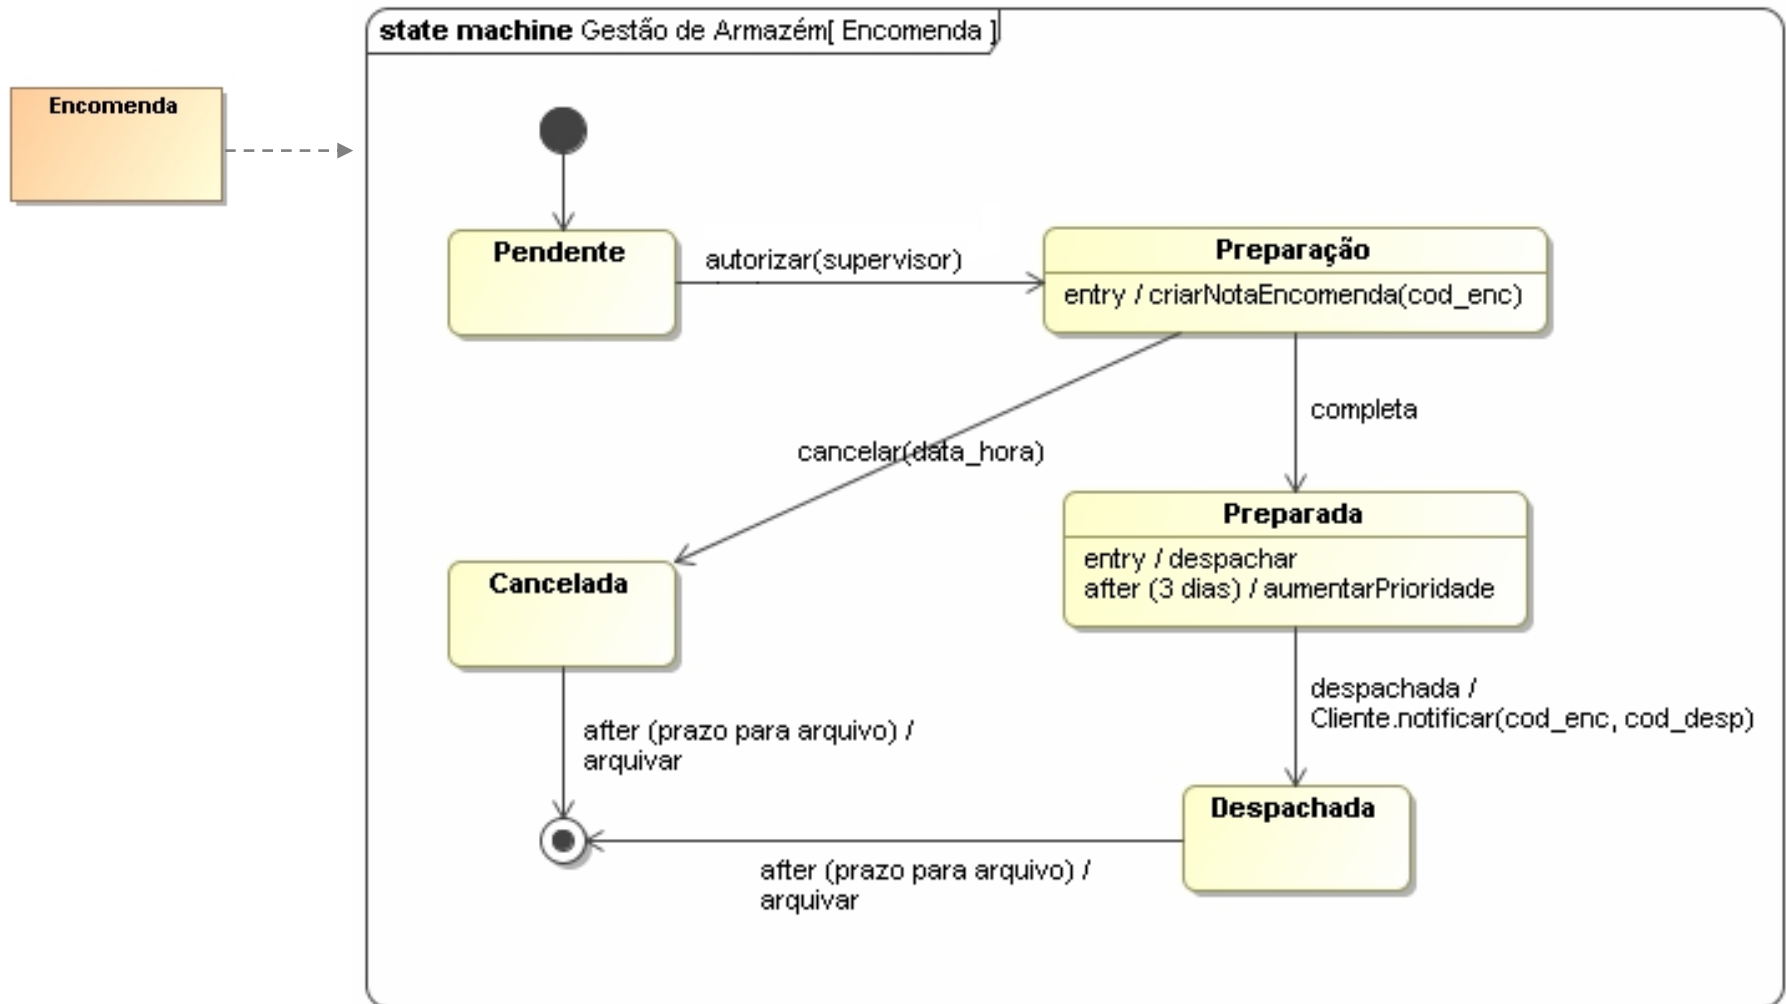 state machine Gestão de Armazém[ Encomenda ]
Encomenda
Pendente
autorizar(supervisor)
Preparação
entry / criarNotaEncomenda(cod_enc)
completa
cancelar(data_hora)
Preparada
entry / despachar
after (3 dias) / aumentarPrioridade
Cancelada
despachada /
Cliente.notificar(cod_enc, cod_desp)
after (prazo para arquivo) /
arquivar
Despachada
after (prazo para arquivo) /
arquivar